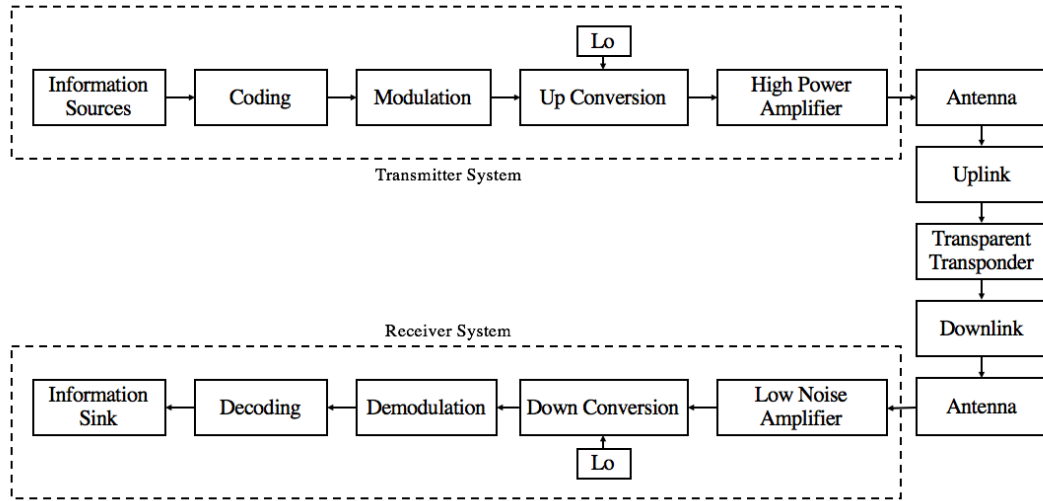 Lo
Information
Sources
Coding
Modulation
Up Conversion
High Power
Amplifier
Antenna
Transmitter System
Uplink
Transparent
Transponder
Downlink
Receiver System
Information
Sink
Decoding
Demodulation
Down Conversion
Low Noise
Amplifier
Antenna
Lo